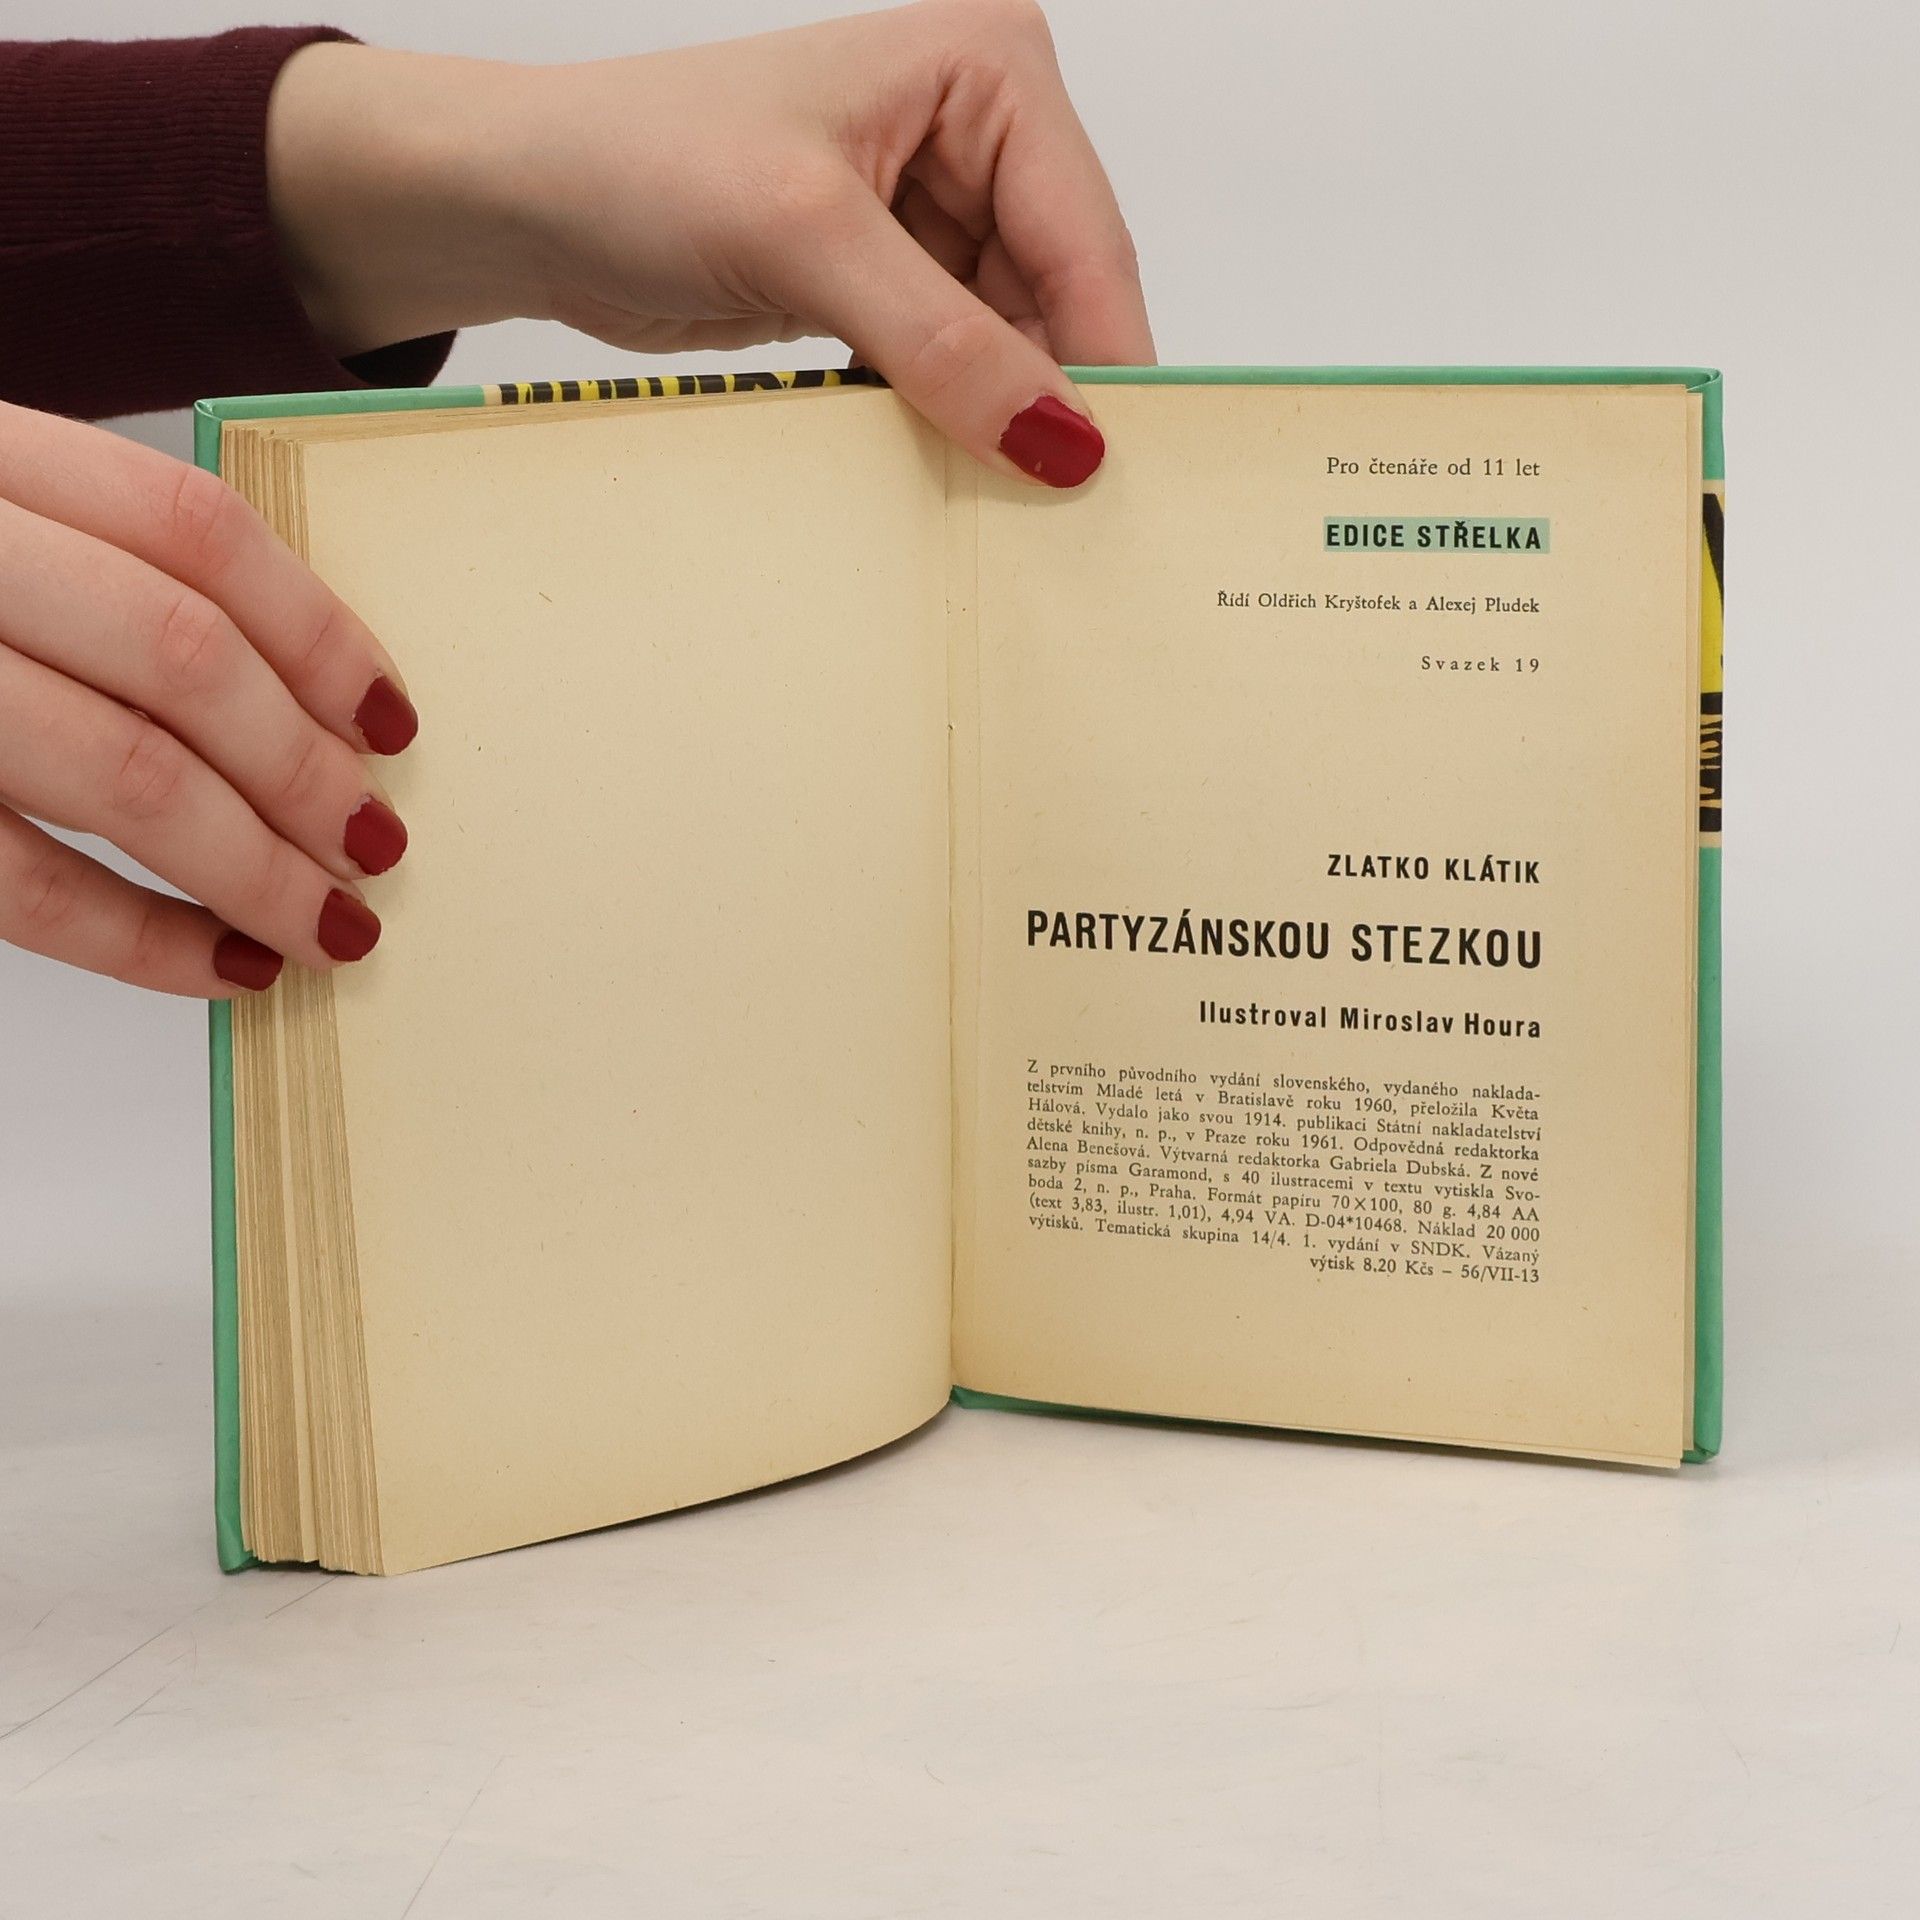 Pro čtenáře od 11 let
EDICE STŘELKA
Řídí Oldřich Kryštofek a Alexej Pludek
Svazek 19
ZLATKO KLÁTIK
PARTYZÁNSKOU STEZKOU
Ilustroval Miroslav Houra
Z prvního původního vydání slovenského, vydaného naklada-
telstvím Mladé letá v Bratislavě roku 1960, přeložila Květa
Hálová. Vydalo jako svou 1914. publikaci Státní nakladatelství
dětské knihy, n. p., v Praze roku 1961. Odpovědná redaktorka
Alena Benešová. Výtvarná redaktorka Gabriela Dubská. Z nové
sazby písma Garamond, s 40 ilustracemi v textu vytiskla Svo-
boda 2, n. p., Praha. Formát papíru 70×100, 80 g. 4,84 AA
(text 3,83, ilustr. 1,01), 4,94 VA. D-04*10468. Náklad 20 000
výtisků. Tematická skupina 14/4. 1. vydání v SNDK. Vázaný
výtisk 8,20 Kčs – 56/VII-13